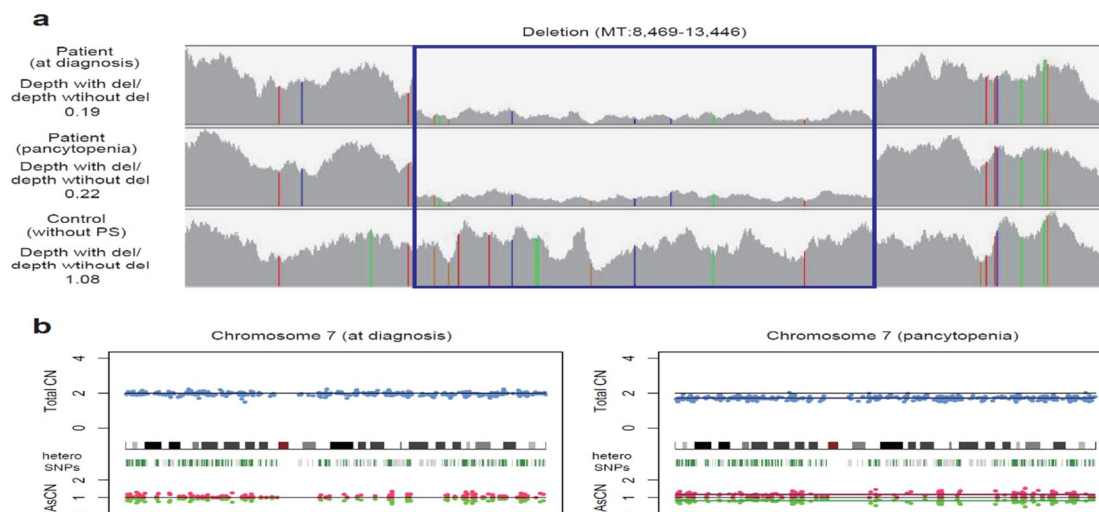 a
Deletion (MT:8,469-13,446)
Patient
(at diagnosis)
Depth with del/
depth wtihout del
0.19
Patient
(pancytopenia)
Depth with del/
depth wtihout del
0.22
Control
(without PS)
Depth with del/
depth wtihout del
1.08
b
Chromosome 7 (at diagnosis)
Total CN
4
2
0
hetero
SNPs
AsCN
2
1
Chromosome 7 (pancytopenia)
Total CN
4
2
0
hetero
SNPs
AsCN
2
1